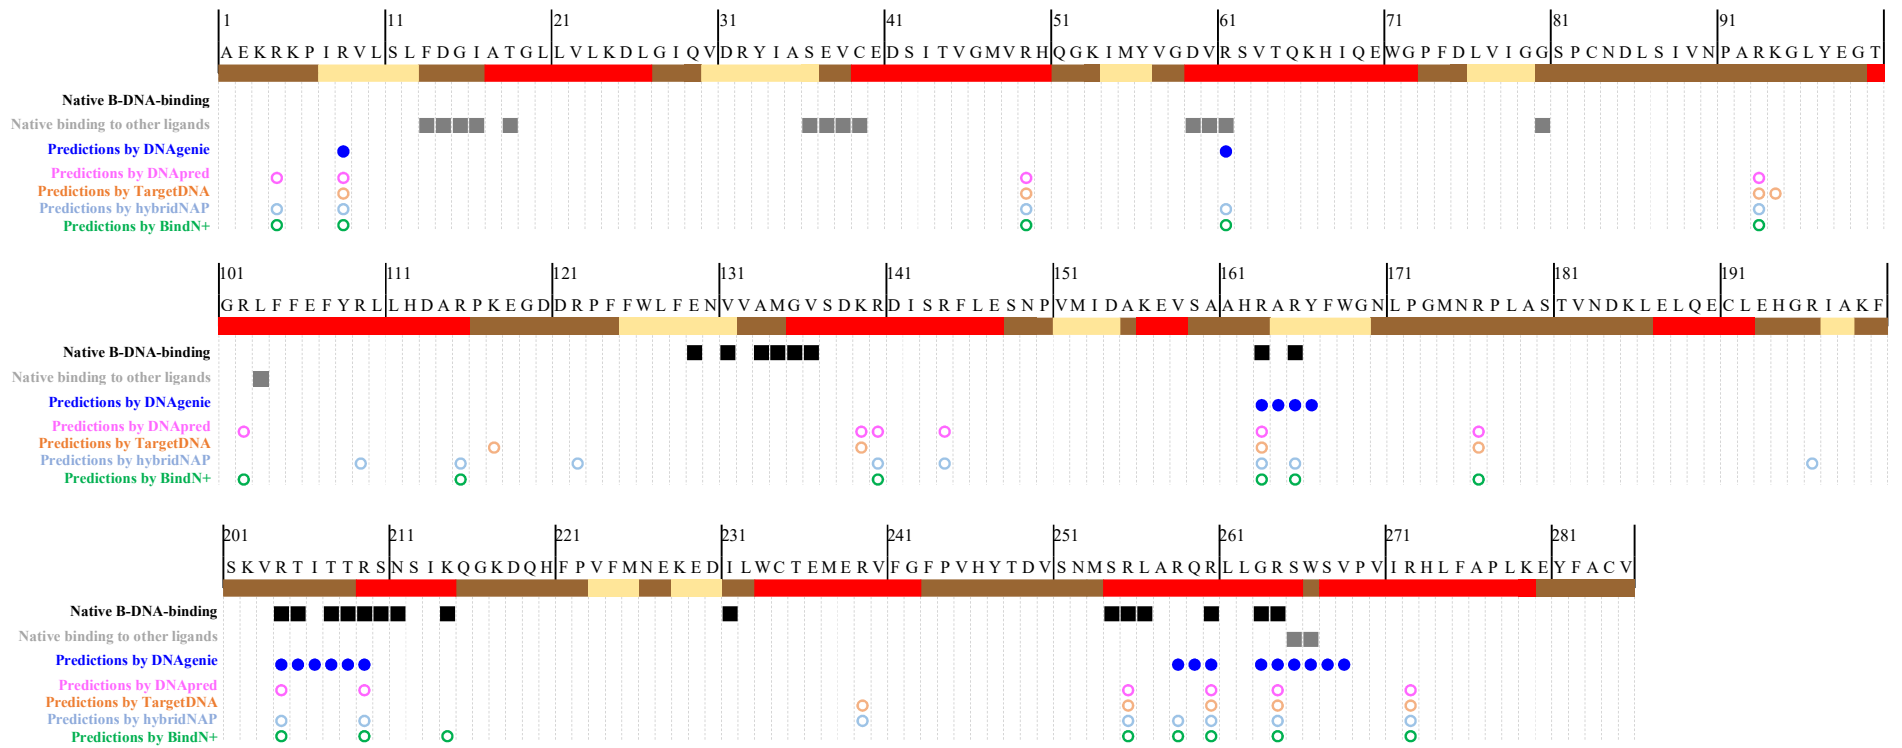 1 11 21 31 41 51 61 71 81 91
A E K R K P I R V L S L F D G I A T G L L V L K D L G I Q V D R Y I A S E V C E D S I T V G M V R H Q G K I M Y V G D V R S V T Q K H I Q E W G P F D L V I G G S P C N D L S I V N P A R K G L Y E G T
Native B-DNA-binding
Native binding to other ligands
Predictions by DNAgenie
Predictions by DNApred
Predictions by TargetDNA
Predictions by hybridNAP
Predictions by BindN+
101 111 121 131 141 151 161 171 181 191
G R L F F E F Y R L L H D A R P K E G D D R P F F W L F E N V V A M G V S D K R D I S R F L E S N P V M I D A K E V S A A H R A R Y F W G N L P G M N R P L A S T V N D K L E L Q E C L E H G R I A K F
Native B-DNA-binding
Native binding to other ligands
Predictions by DNAgenie
Predictions by DNApred
Predictions by TargetDNA
Predictions by hybridNAP
Predictions by BindN+
201 211 221 231 241 251 261 271 281
S K V R T I T T R S N S I K Q G K D Q H F P V F M N E K E D I L W C T E M E R V F G F P V H Y T D V S N M S R L A R Q R L L G R S W S V P V I R H L F A P L K E Y F A C V
Native B-DNA-binding
Native binding to other ligands
Predictions by DNAgenie
Predictions by DNApred
Predictions by TargetDNA
Predictions by hybridNAP
Predictions by BindN+